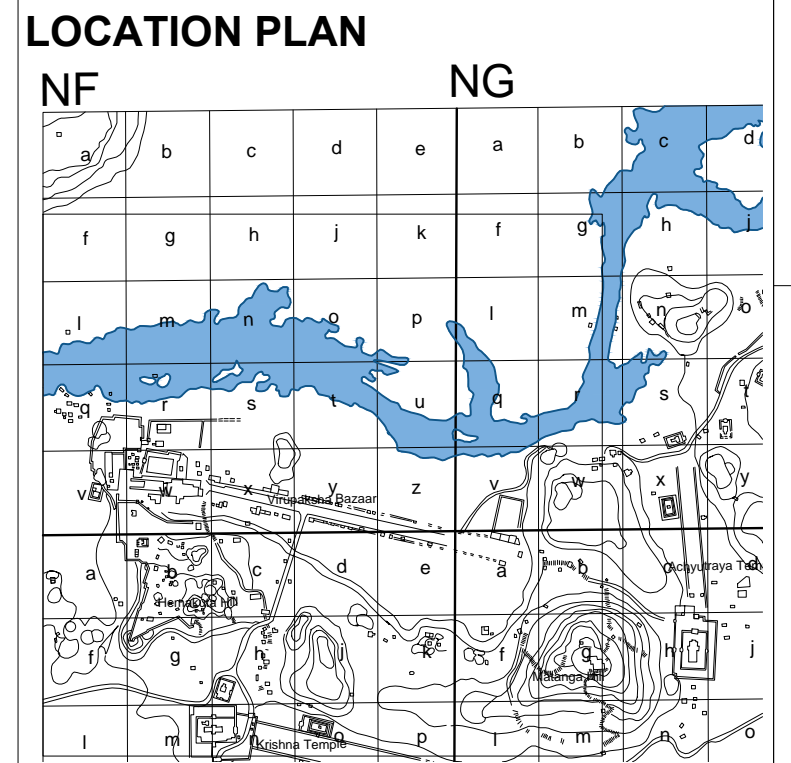 LOCATION PLAN
NF NG
a b c d e a b c d
f g h j k f g h j
l m n o p l m n o
q r s t u q r s t
v w x y z v w x y
Virupaksha Bazaar
a b c d e a b d
Achyutraya Tem
Hemakuta Hill
f g h j k f g h j
Matanga Hill
l m n o p l m n o
Krishna Temple